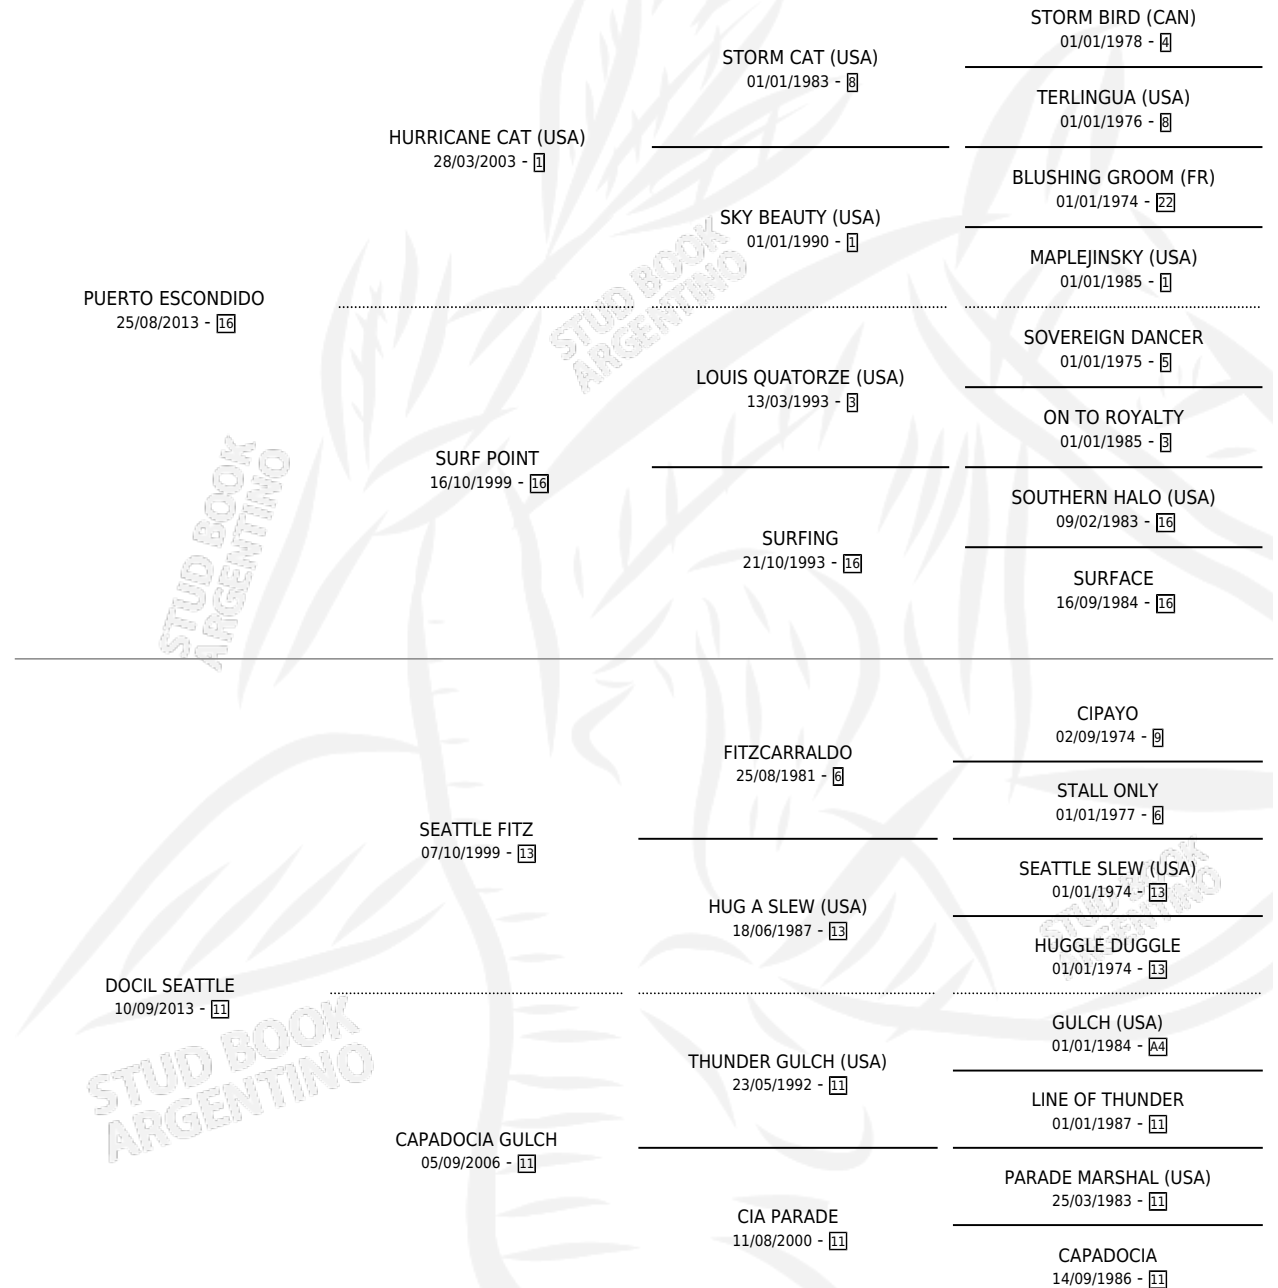 STORM BIRD (CAN)
01/01/1978 - 4
STORM CAT (USA)
01/01/1983 - 8
TERLINGUA (USA)
01/01/1976 - 8
HURRICANE CAT (USA)
28/03/2003 - 1
BLUSHING GROOM (FR)
01/01/1974 - 22
SKY BEAUTY (USA)
01/01/1990 - 1
MAPLEJINSKY (USA)
01/01/1985 - 1
PUERTO ESCONDIDO
25/08/2013 - 16
STUD BOOK
ARGENTINO
SOVEREIGN DANCER
01/01/1975 - 5
LOUIS QUATORZE (USA)
13/03/1993 - 3
ON TO ROYALTY
01/01/1985 - 3
SURF POINT
16/10/1999 - 16
SOUTHERN HALO (USA)
09/02/1983 - 16
SURFING
21/10/1993 - 16
SURFACE
16/09/1984 - 16
STUD BOOK
ARGENTINO
CIPAYO
02/09/1974 - 9
FITZCARRALDO
25/08/1981 - 6
STALL ONLY
01/01/1977 - 6
SEATTLE FITZ
07/10/1999 - 13
SEATTLE SLEW (USA)
01/01/1974 - 13
HUG A SLEW (USA)
18/06/1987 - 13
STUD BOOK
ARGENTINO
HUGGLE DUGGLE
01/01/1974 - 13
DOCIL SEATTLE
10/09/2013 - 11
STUD BOOK
ARGENTINO
GULCH (USA)
01/01/1984 - A4
THUNDER GULCH (USA)
23/05/1992 - 11
LINE OF THUNDER
01/01/1987 - 11
CAPADOCIA GULCH
05/09/2006 - 11
PARADE MARSHAL (USA)
25/03/1983 - 11
CIA PARADE
11/08/2000 - 11
CAPADOCIA
14/09/1986 - 11